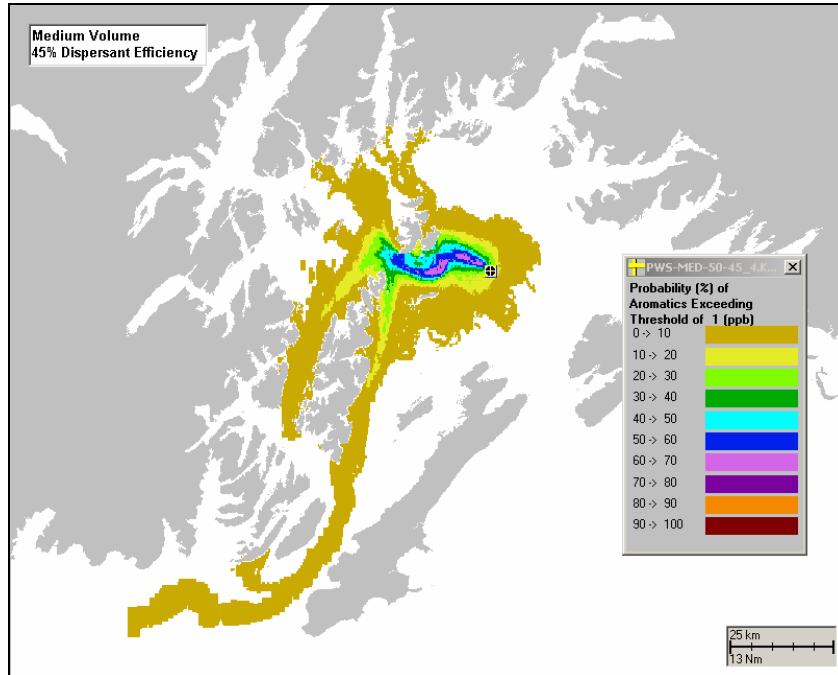 Medium Volume
45% Dispersant Efficiency
PWS-MED-50-45_4.K...
Probability (%) of
Aromatics Exceeding
Threshold of 1 (ppb)
0 -> 10
10 -> 20
20 -> 30
30 -> 40
40 -> 50
50 -> 60
60 -> 70
70 -> 80
80 -> 90
90 -> 100
25 km
13 Nm